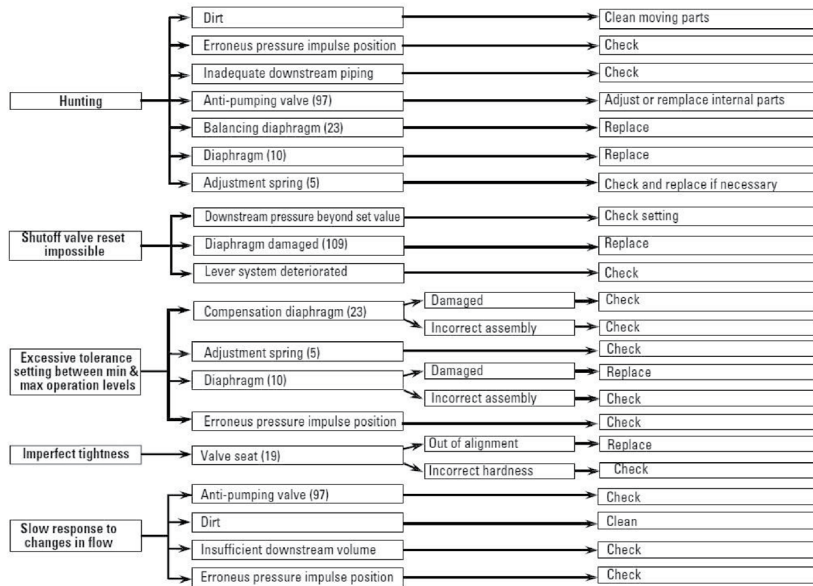 Hunting
Dirt
Clean moving parts
Erroneus pressure impulse position
Check
Inadequate downstream piping
Check
Anti-pumping valve (97)
Adjust or remplace internal parts
Balancing diaphragm (23)
Replace
Diaphragm (10)
Replace
Adjustment spring (5)
Check and replace if necessary
Shutoff valve reset
impossible
Downstream pressure beyond set value
Check setting
Diaphragm damaged (109)
Replace
Lever system deteriorated
Check
Excessive tolerance
setting between min &
max operation levels
Compensation diaphragm (23)
Damaged
Check
Incorrect assembly
Check
Adjustment spring (5)
Check
Diaphragm (10)
Damaged
Replace
Incorrect assembly
Check
Erroneus pressure impulse position
Check
Imperfect tightness
Valve seat (19)
Out of alignment
Replace
Incorrect hardness
Check
Slow response to
changes in flow
Anti-pumping valve (97)
Check
Dirt
Clean
Insufficient downstream volume
Check
Erroneus pressure impulse position
Check